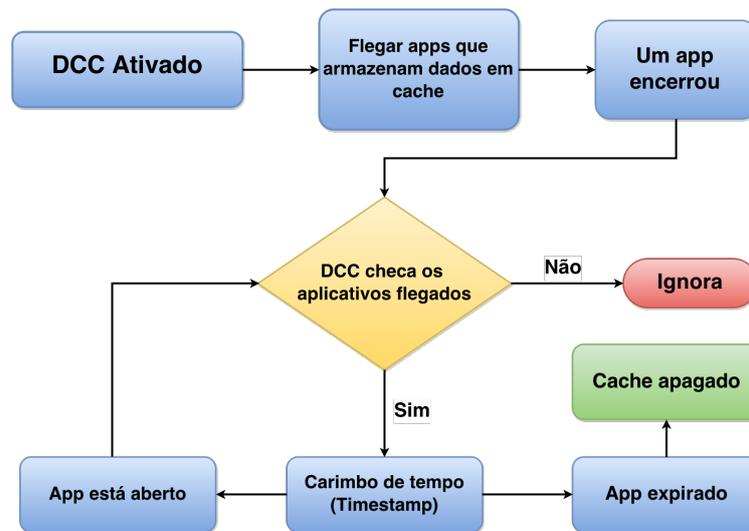 DCC Ativado
Flegar apps que
armazenam dados em
cache
Um app
encerrou
DCC checa os
aplicativos flegados
Não
Ignora
Sim
Cache apagado
App está aberto
Carimbo de tempo
(Timestamp)
App expirado